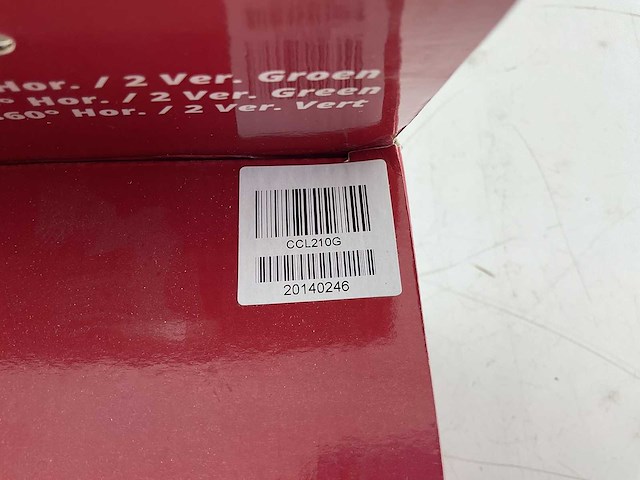 Hor. / 2 Ver. Groen
° Hor. / 2 Ver. Green
360° Hor. / 2 Ver. Vert
CCL210G
20140246